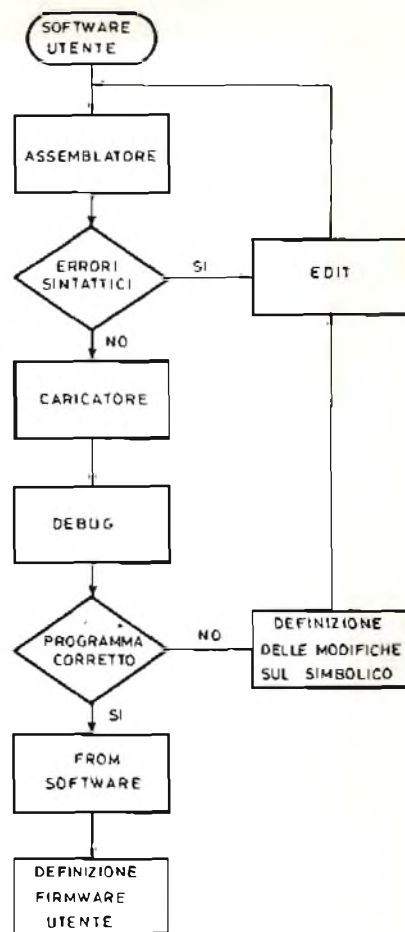 SOFTWARE
UTENTE
ASSEMBLATORE
ERRORI
SINTATTICI
SI
EDIT
NO
CARICATORE
DEBUG
PROGRAMMA
CORRETTO
NO
DEFINIZIONE
DELLE MODIFICHE
SUL SIMBOLICO
SI
FROM
SOFTWARE
DEFINIZIONE
FIRMWARE
UTENTE